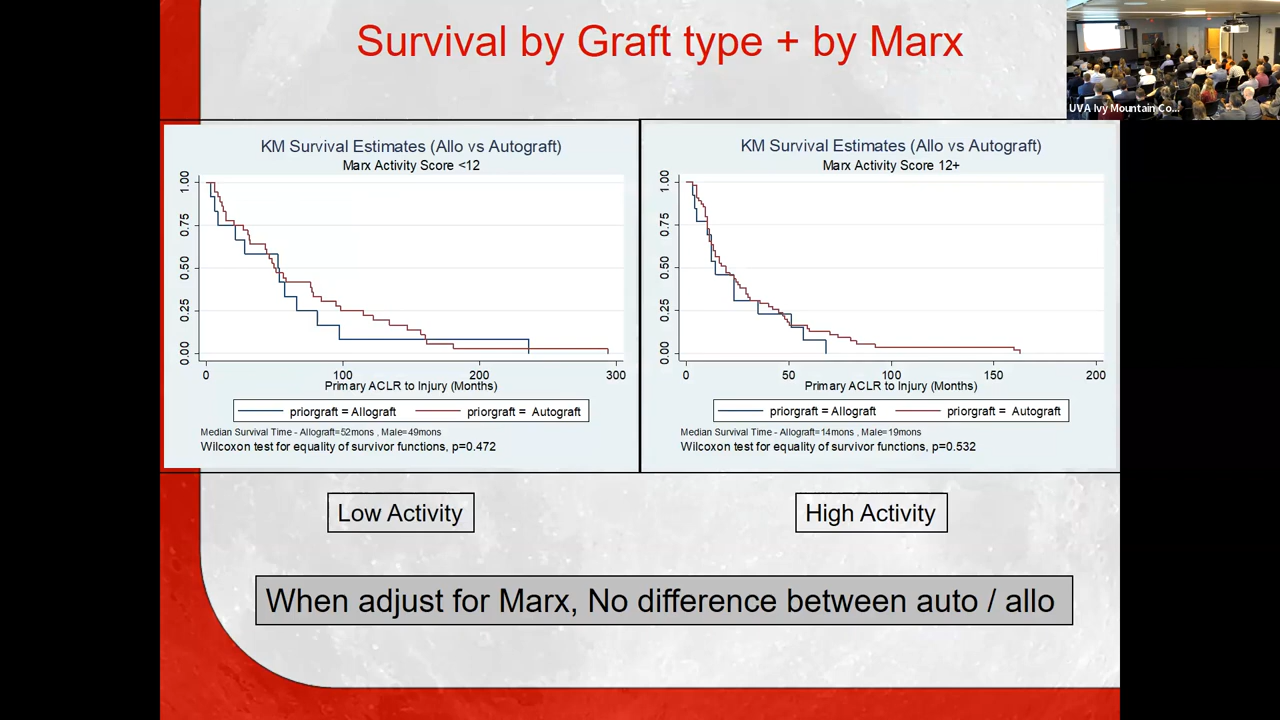 Survival by Graft type + by Marx
UVA Ivy Mountain Co...
KM Survival Estimates (Allo vs Autograft)
Marx Activity Score <12
1.00
0.75
0.50
0.25
0.00
0
100
200
300
Primary ACLR to Injury (Months)
priorgraft = Allograft
priorgraft = Autograft
Median Survival Time - Allograft=52mons , Male=49mons
Wilcoxon test for equality of survivor functions, p=0.472
KM Survival Estimates (Allo vs Autograft)
Marx Activity Score 12+
1.00
0.75
0.50
0.25
0.00
0
50
100
150
200
Primary ACLR to Injury (Months)
priorgraft = Allograft
priorgraft = Autograft
Median Survival Time - Allograft=14mons , Male=19mons
Wilcoxon test for equality of survivor functions, p=0.532
Low Activity
High Activity
When adjust for Marx, No difference between auto / allo